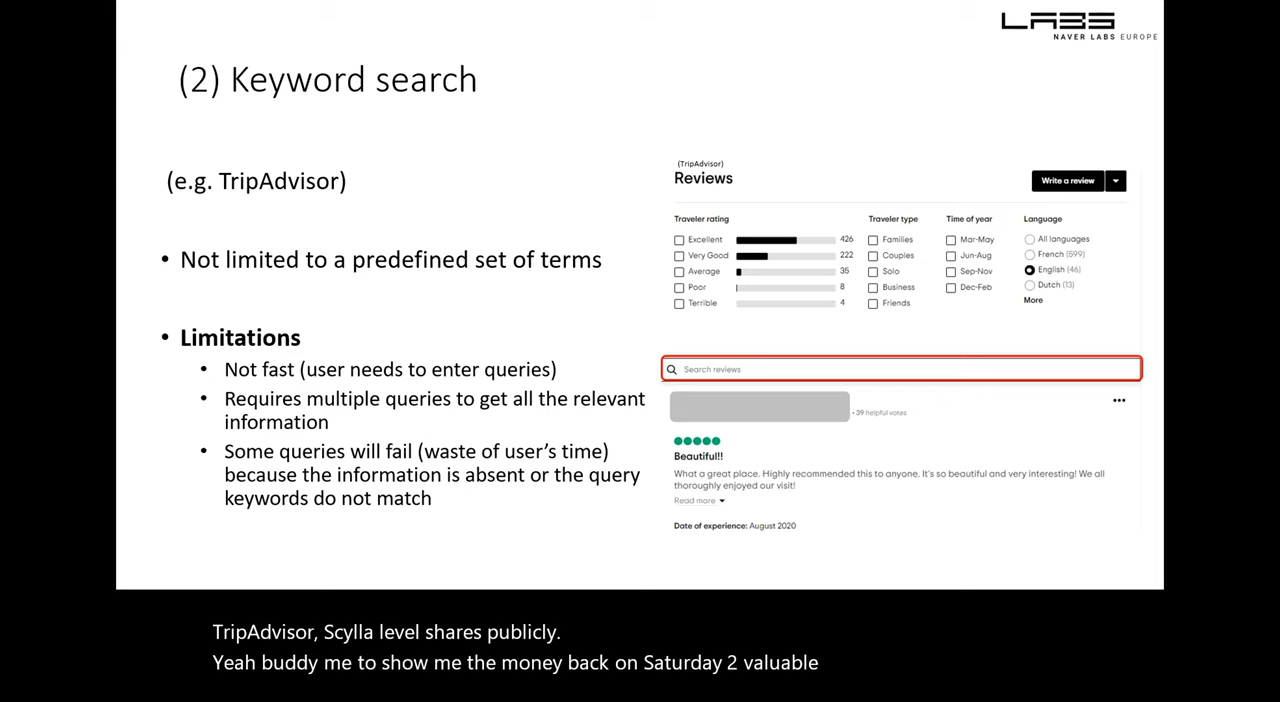 LABS
NAVER LABS EUROPE
(2) Keyword search
(e.g. TripAdvisor)
• Not limited to a predefined set of terms
• Limitations
• Not fast (user needs to enter queries)
• Requires multiple queries to get all the relevant
information
• Some queries will fail (waste of user's time)
because the information is absent or the query
keywords do not match
(TripAdvisor)
Reviews
Write a review
Traveler rating
Excellent 426
Very Good 222
Average 35
Poor 8
Terrible 4
Traveler type
Families
Couples
Solo
Business
Friends
Time of year
Mar-May
Jun-Aug
Sep-Nov
Dec-Feb
Language
All languages
French (599)
English (46)
Dutch (13)
More
Search reviews
• 39 helpful votes
Beautiful!!
What a great place. Highly recommended this to anyone. It's so beautiful and very interesting! We all
thoroughly enjoyed our visit!
Read more
Date of experience: August 2020
TripAdvisor, Scylla level shares publicly.
Yeah buddy me to show me the money back on Saturday 2 valuable